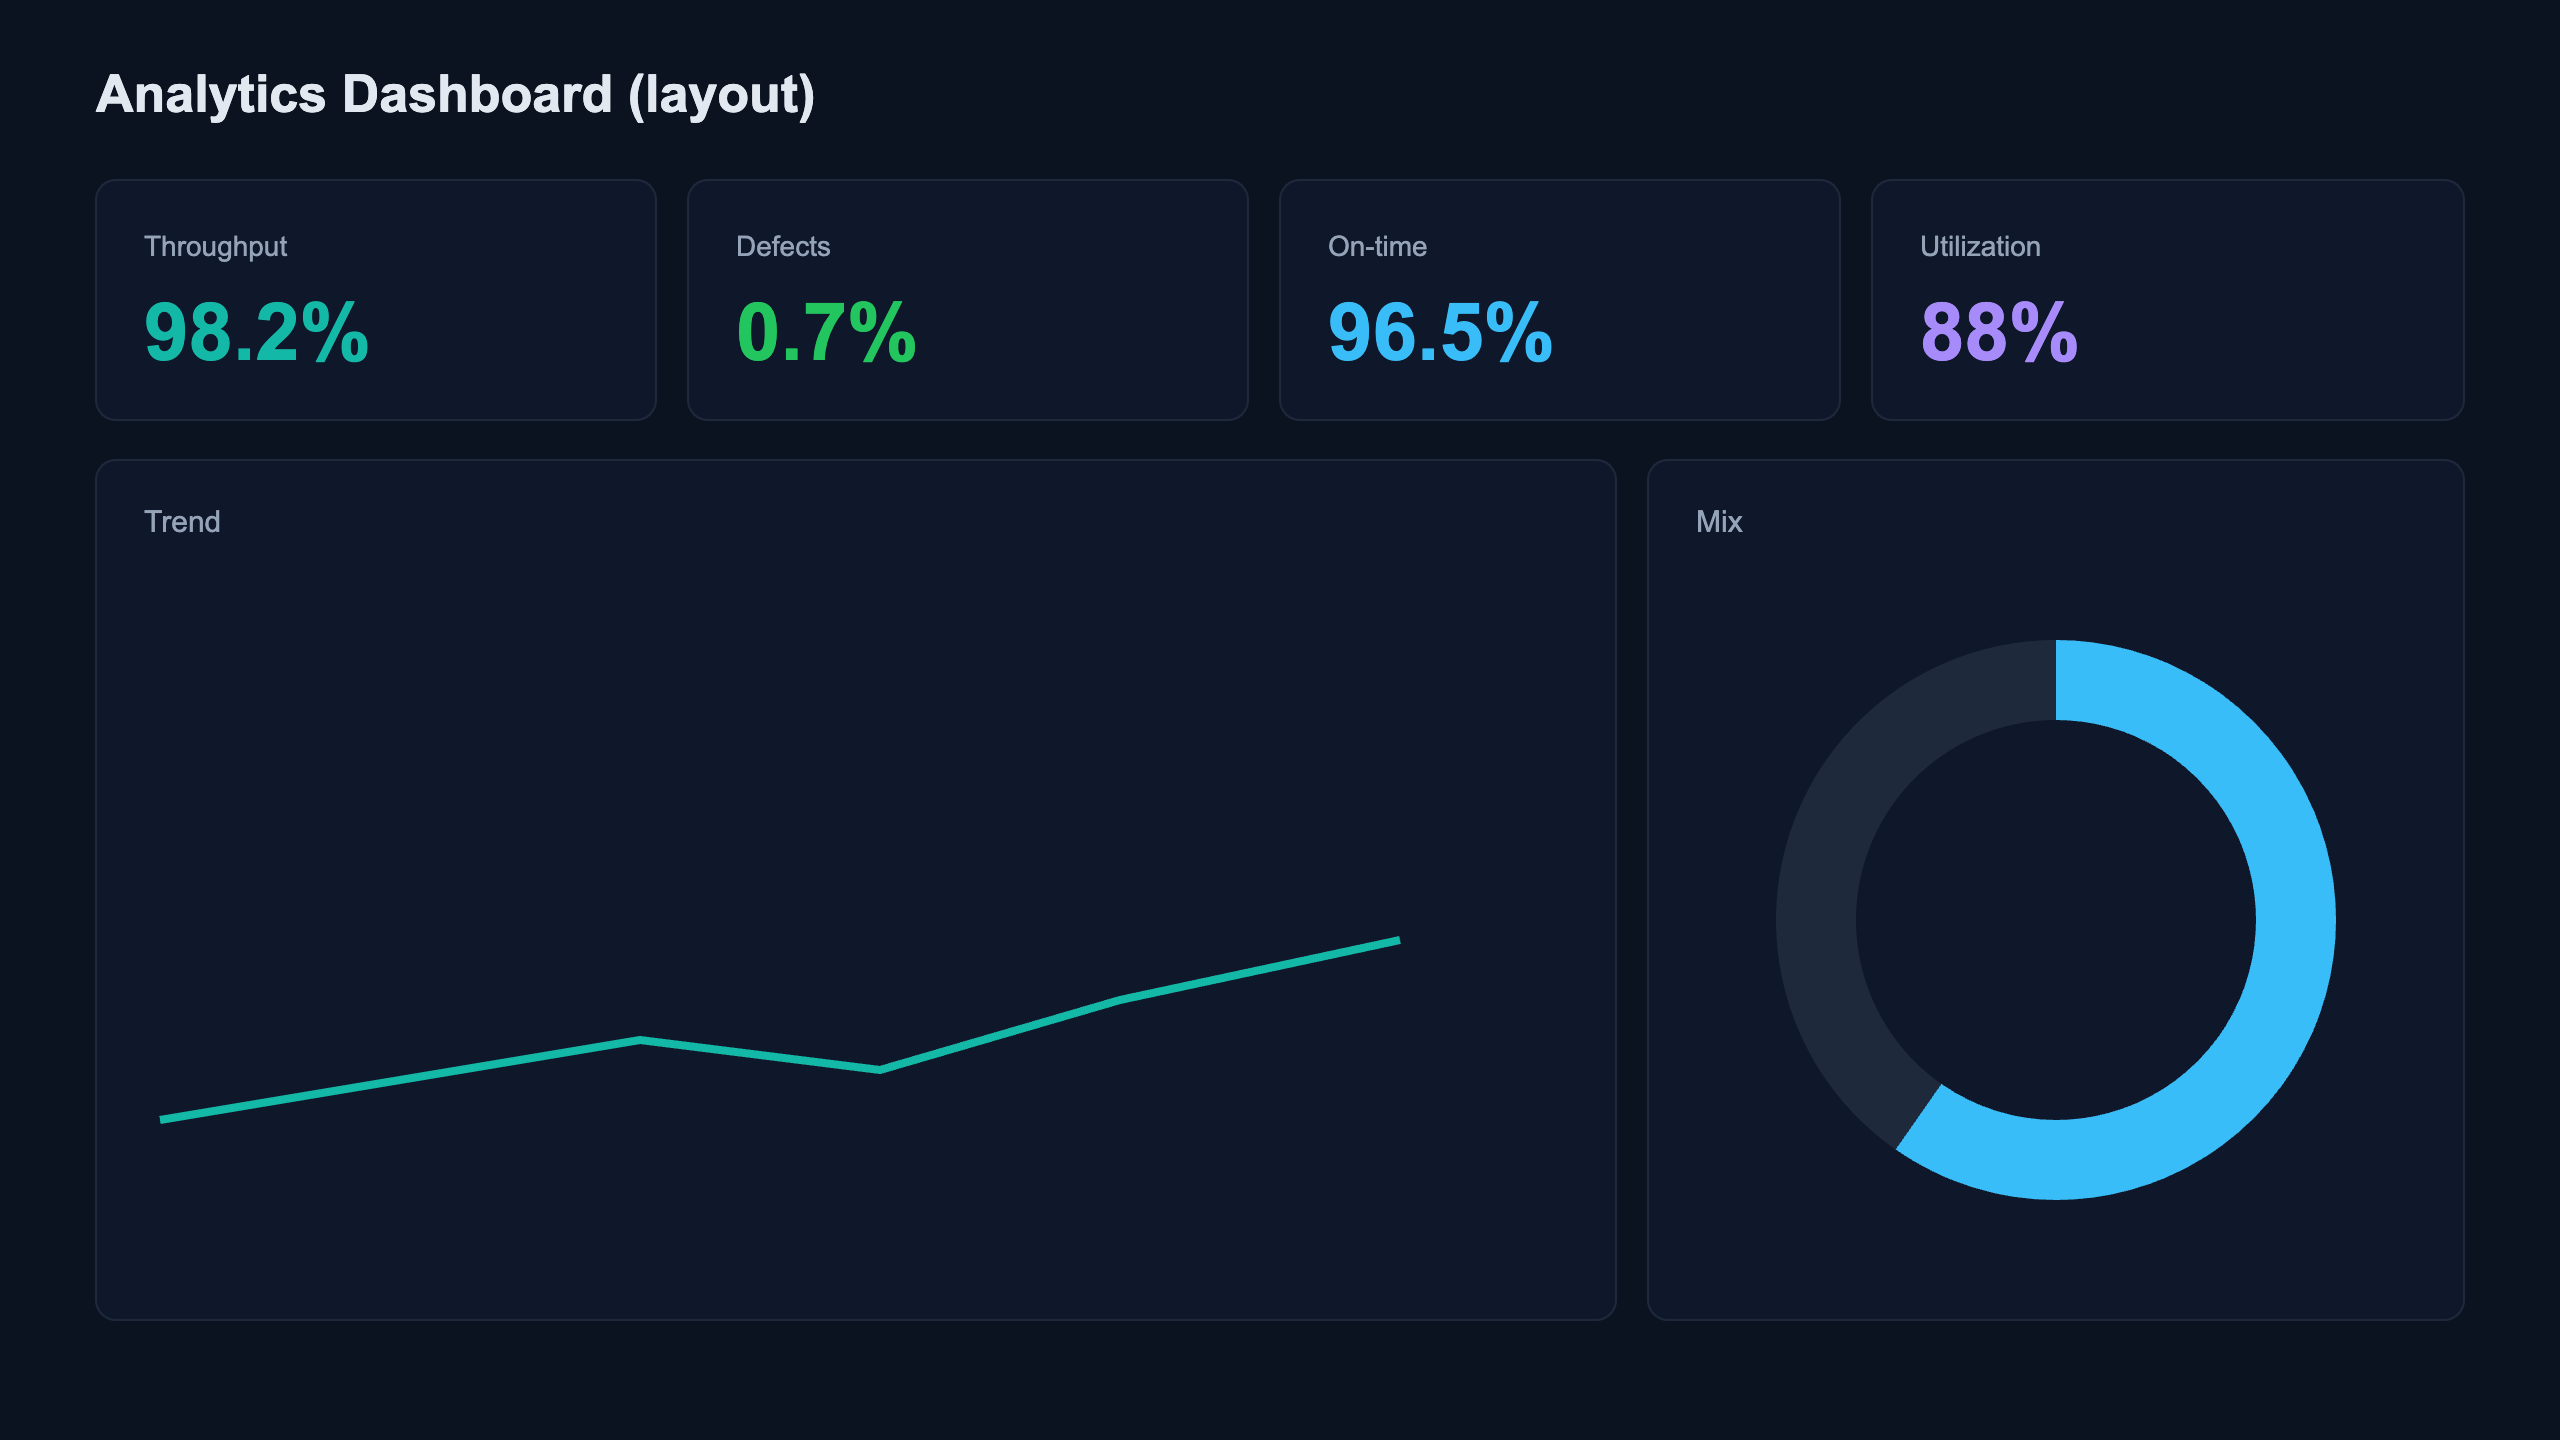 Analytics Dashboard (layout)
Throughput
98.2%
Defects
0.7%
On-time
96.5%
Utilization
88%
Trend
Mix